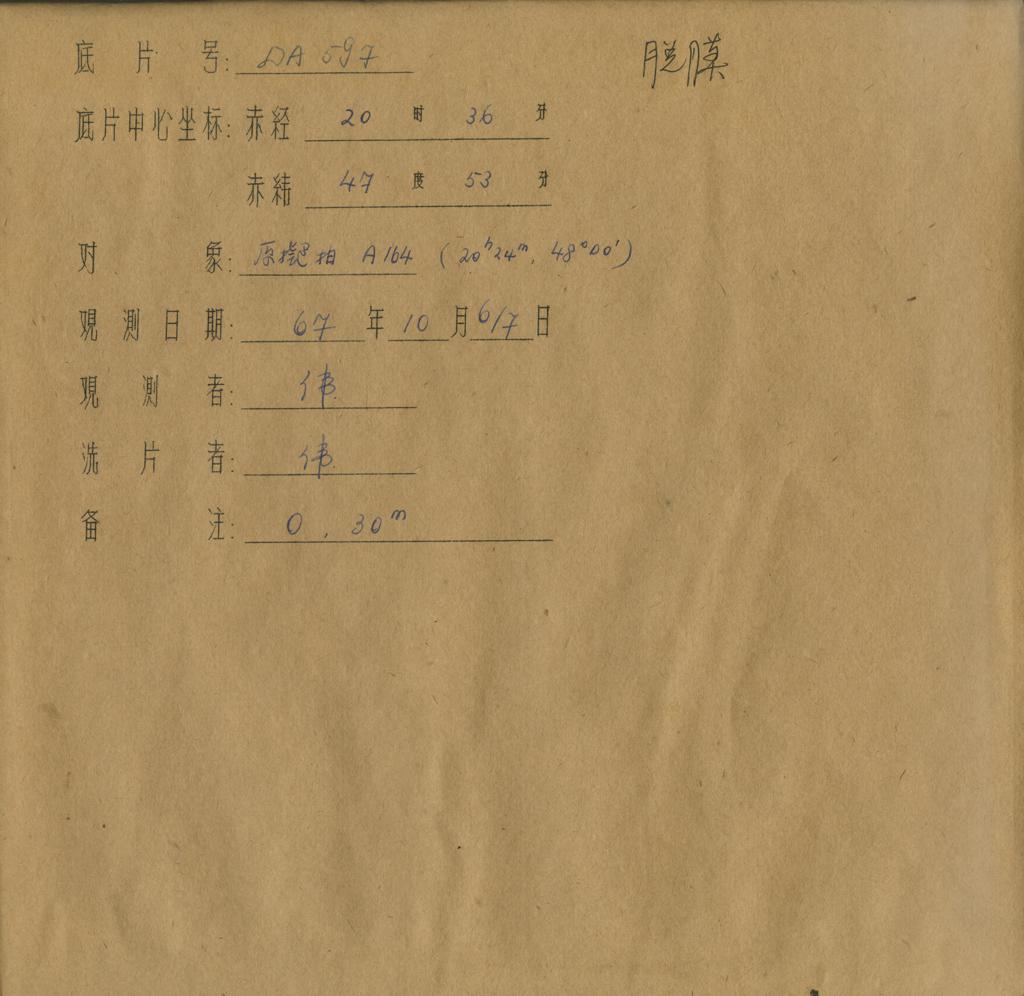 底片号: DA 597 脱膜
底片中心坐标: 赤经 20 时 36 分
赤纬 47 度 53 分
对象: 原拟拍 A164 (20ʰ24ᵐ, 48°00′)
观测日期: 67 年 10 月 6/7 日
观测者: 伟
洗片者: 伟
备注: O, 30ᵐ